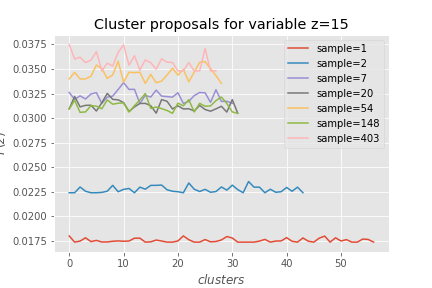 Cluster proposals for variable z=15
0.0375
0.0350
0.0325
0.0300
0.0275
0.0250
0.0225
0.0200
0.0175
sample=1
sample=2
sample=7
sample=20
sample=54
sample=148
sample=403
0 10 20 30 40 50
clusters